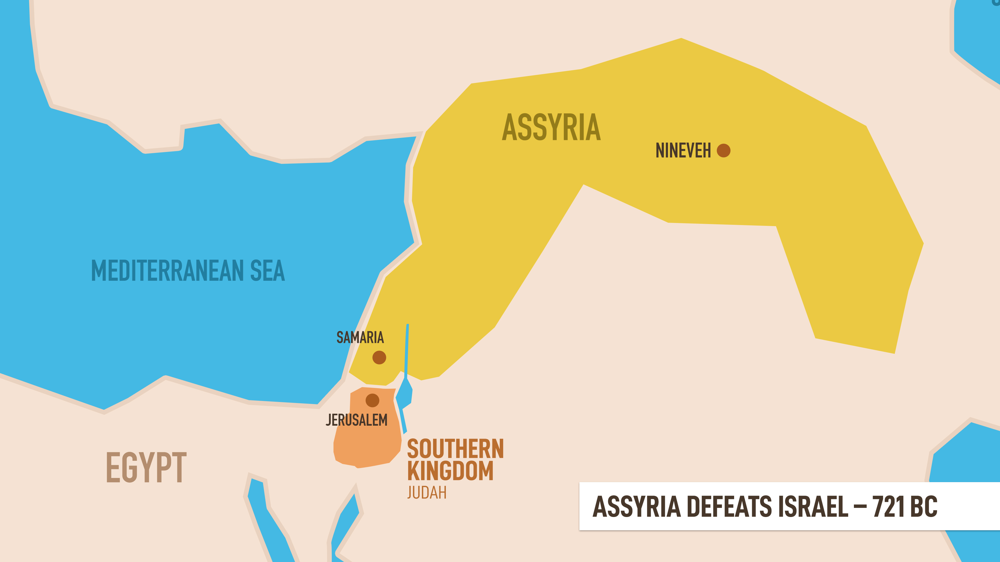 ASSYRIA
NINEVEH
MEDITERRANEAN SEA
SAMARIA
JERUSALEM
SOUTHERN
KINGDOM
JUDAH
EGYPT
ASSYRIA DEFEATS ISRAEL – 721 BC